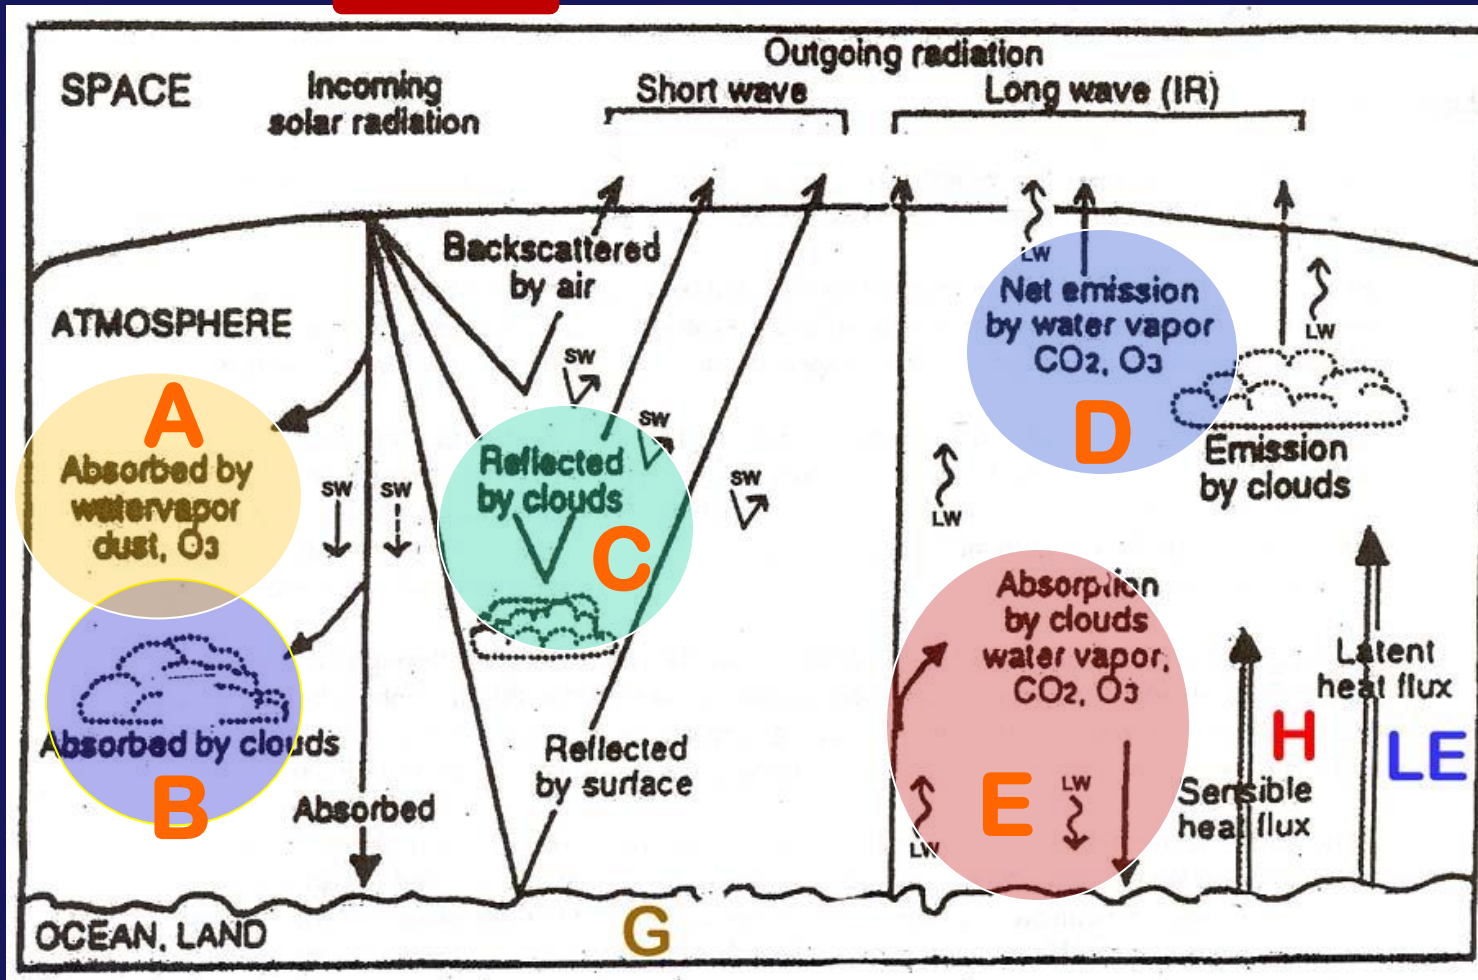 Outgoing radiation
SPACE
Incoming
solar radiation
Short wave
Long wave (IR)
Backscattered
by air
LW
Net emission
by water vapor
CO2, O3
D
LW
ATMOSPHERE
SW
SW
A
Absorbed by
watervapor
dust, O3
SW
SW
Reflected
by clouds
C
SW
LW
Emission
by clouds
Absorption
by clouds
water vapor,
CO2, O3
Absorbed by clouds
B
Absorbed
Reflected
by surface
E
LW
LW
Sensible
heat flux
H
Latent
heat flux
LE
OCEAN, LAND
G